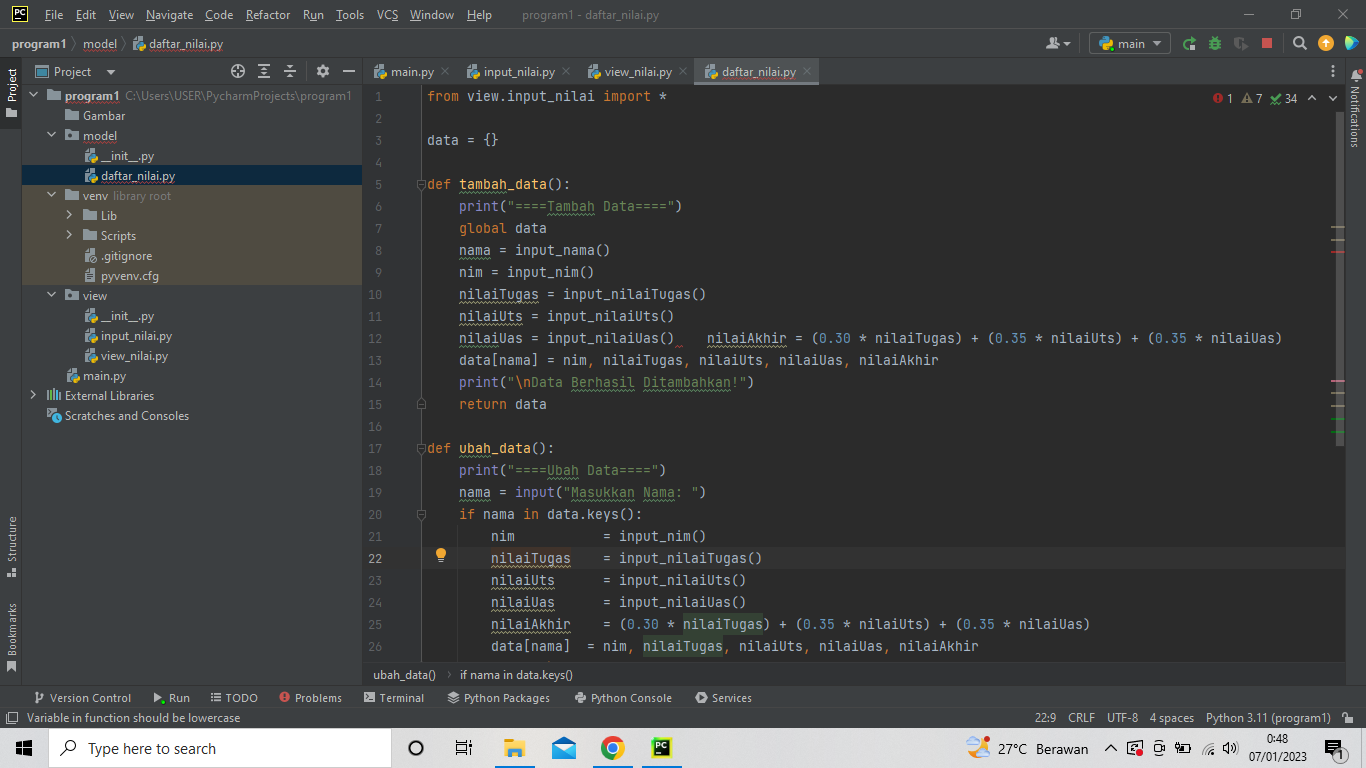 PC File Edit View Navigate Code Refactor Run Tools VCS Window Help program1 - daftar_nilai.py
program1 model daftar_nilai.py main
Project main.py input_nilai.py view_nilai.py daftar_nilai.py
Project
Structure
Bookmarks
program1 C:\Users\USER\PycharmProjects\program1
Gambar
model
__init__.py
daftar_nilai.py
venv library root
Lib
Scripts
.gitignore
pyvenv.cfg
view
__init__.py
input_nilai.py
view_nilai.py
main.py
External Libraries
Scratches and Consoles
1 from view.input_nilai import *
2
3 data = {}
4
5 def tambah_data():
6 print("====Tambah Data====")
7 global data
8 nama = input_nama()
9 nim = input_nim()
10 nilaiTugas = input_nilaiTugas()
11 nilaiUts = input_nilaiUts()
12 nilaiUas = input_nilaiUas() nilaiAkhir = (0.30 * nilaiTugas) + (0.35 * nilaiUts) + (0.35 * nilaiUas)
13 data[nama] = nim, nilaiTugas, nilaiUts, nilaiUas, nilaiAkhir
14 print("\nData Berhasil Ditambahkan!")
15 return data
16
17 def ubah_data():
18 print("====Ubah Data====")
19 nama = input("Masukkan Nama: ")
20 if nama in data.keys():
21 nim = input_nim()
22 nilaiTugas = input_nilaiTugas()
23 nilaiUts = input_nilaiUts()
24 nilaiUas = input_nilaiUas()
25 nilaiAkhir = (0.30 * nilaiTugas) + (0.35 * nilaiUts) + (0.35 * nilaiUas)
26 data[nama] = nim, nilaiTugas, nilaiUts, nilaiUas, nilaiAkhir
1 7 34
Notifications
ubah_data() if nama in data.keys()
Version Control Run TODO Problems Terminal Python Packages Python Console Services
Variable in function should be lowercase 22:9 CRLF UTF-8 4 spaces Python 3.11 (program1)
Type here to search PC 27°C Berawan 0:48
07/01/2023 1